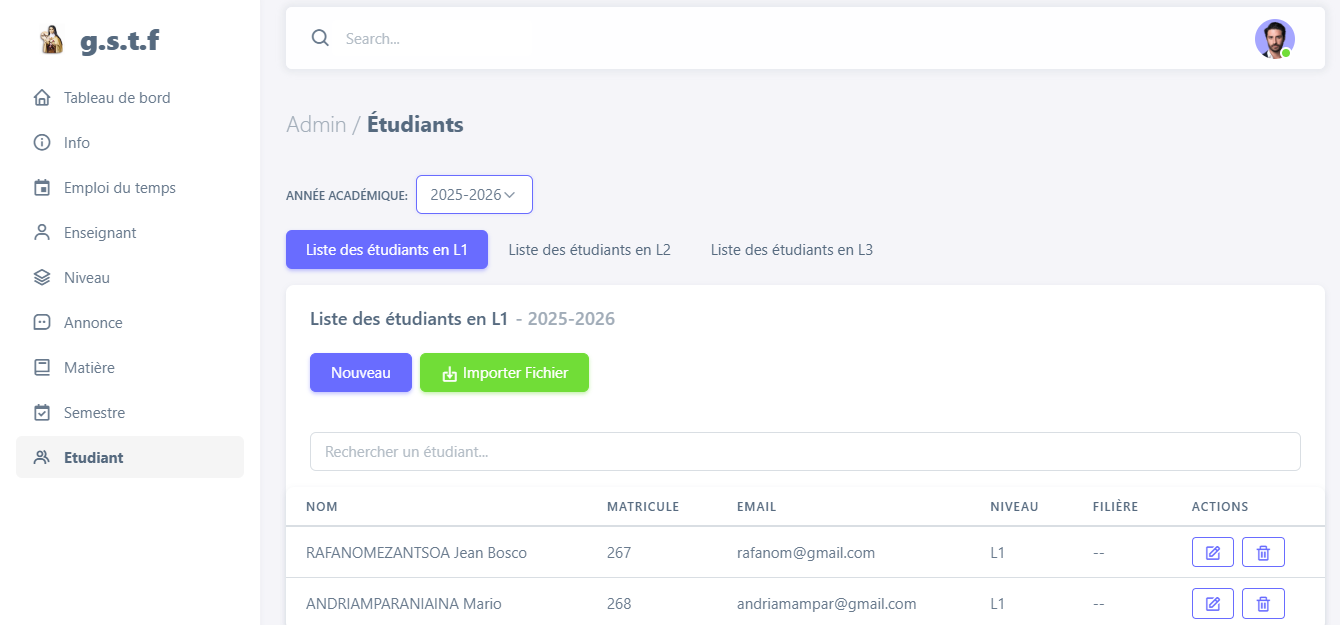 g.s.t.f
Search...
Tableau de bord
Info
Emploi du temps
Enseignant
Niveau
Annonce
Matière
Semestre
Etudiant
Admin / Étudiants
ANNÉE ACADÉMIQUE: 2025-2026
Liste des étudiants en L1 Liste des étudiants en L2 Liste des étudiants en L3
Liste des étudiants en L1 - 2025-2026
Nouveau Importer Fichier
Rechercher un étudiant...
NOM MATRICULE EMAIL NIVEAU FILIÈRE ACTIONS
RAFANOMEZANTSOA Jean Bosco 267 rafanom@gmail.com L1 --
ANDRIAMPARANIAINA Mario 268 andriamampar@gmail.com L1 --